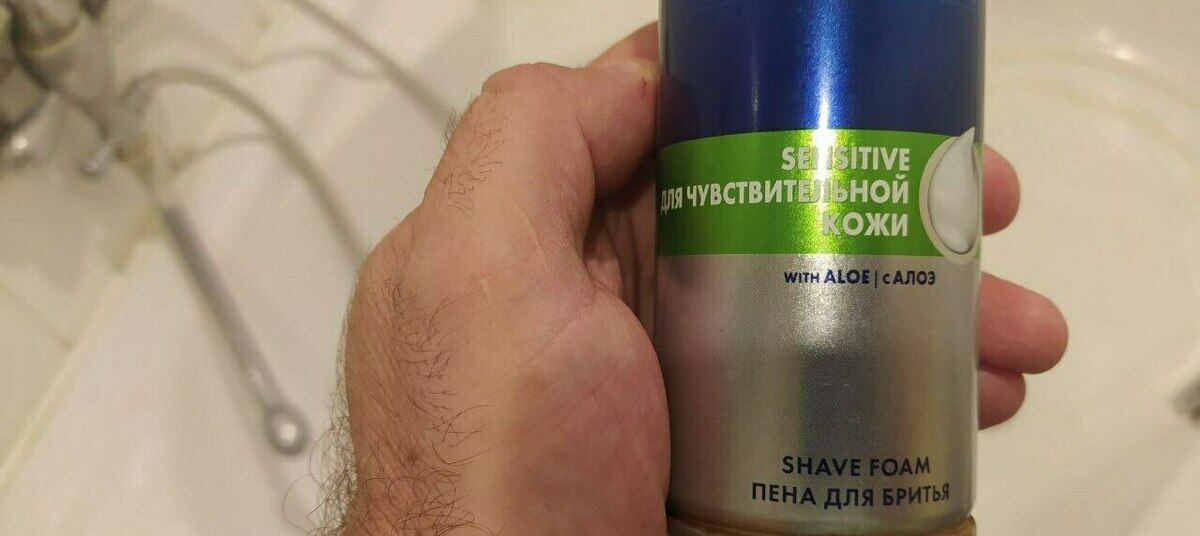 SENSITIVE
ДЛЯ ЧУВСТВИТЕЛЬНОЙ
КОЖИ
WITH ALOE | С АЛОЭ
SHAVE FOAM
ПЕНА ДЛЯ БРИТЬЯ